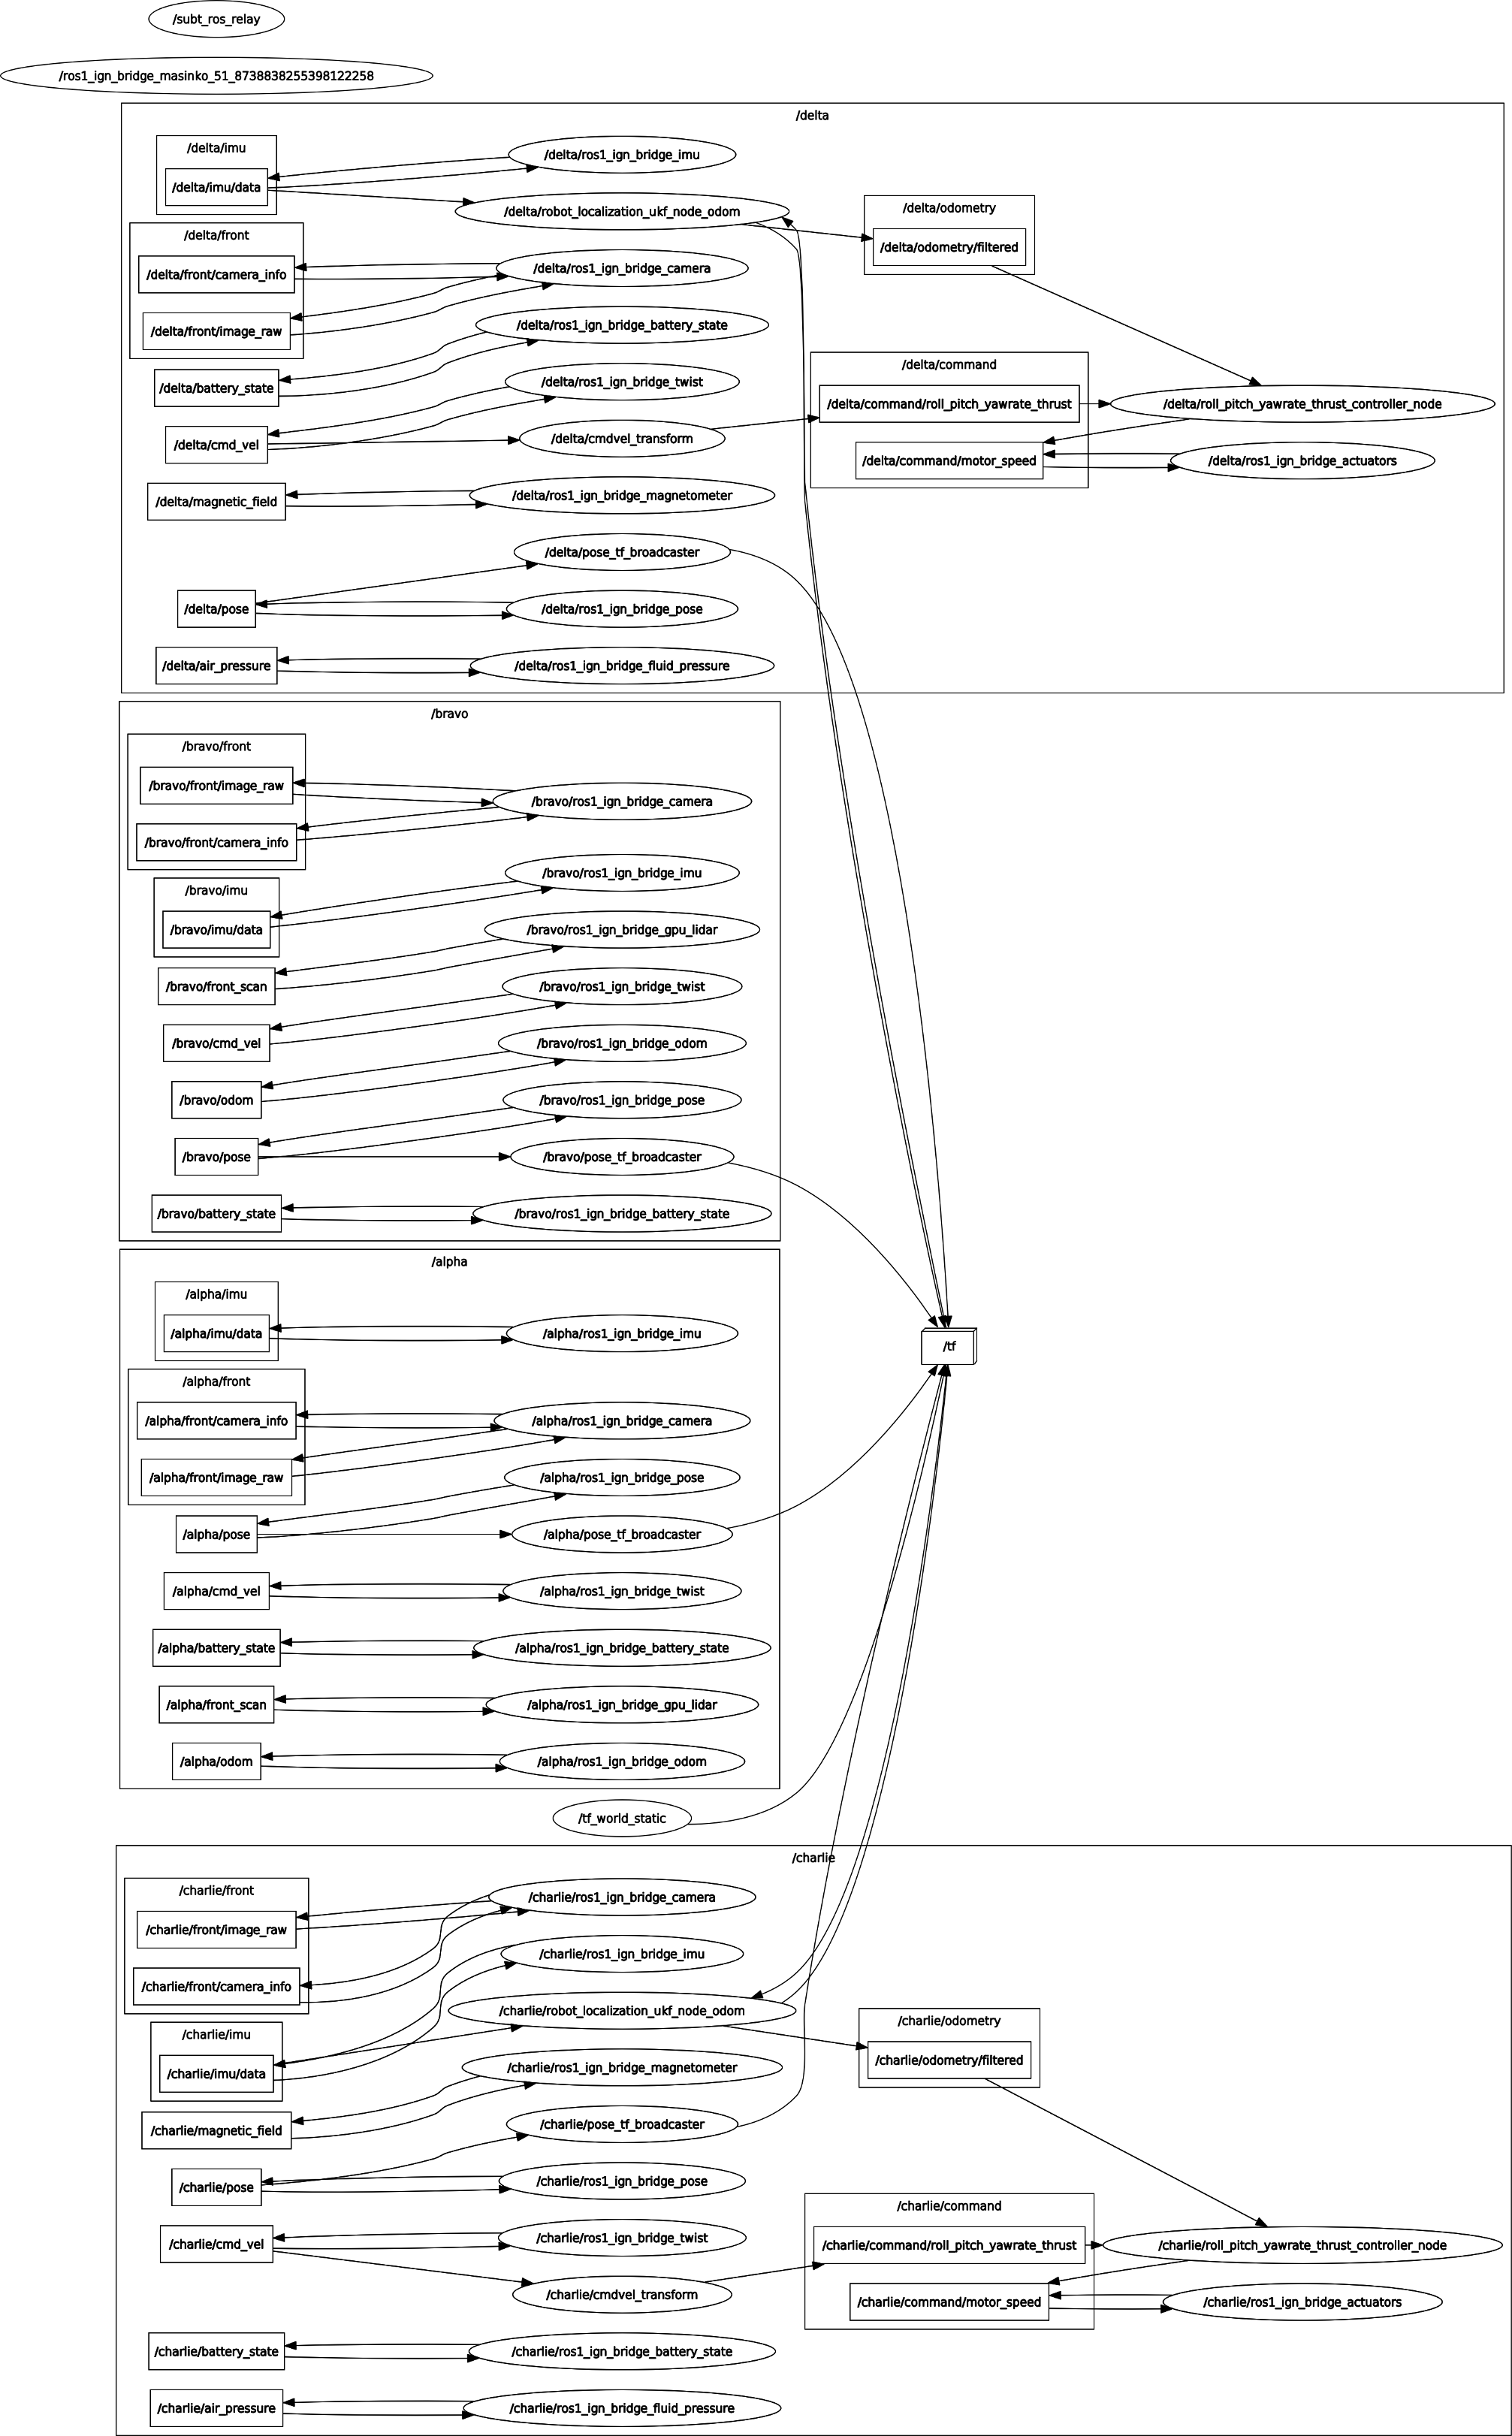 /subt_ros_relay
/ros1_ign_bridge_masinko_51_8738838255398122258
/delta
/delta/imu
/delta/imu/data
/delta/ros1_ign_bridge_imu
/delta/robot_localization_ukf_node_odom
/delta/odometry
/delta/odometry/filtered
/delta/front
/delta/front/camera_info
/delta/ros1_ign_bridge_camera
/delta/front/image_raw
/delta/ros1_ign_bridge_battery_state
/delta/battery_state
/delta/ros1_ign_bridge_twist
/delta/command
/delta/command/roll_pitch_yawrate_thrust
/delta/roll_pitch_yawrate_thrust_controller_node
/delta/cmd_vel
/delta/cmdvel_transform
/delta/command/motor_speed
/delta/ros1_ign_bridge_actuators
/delta/magnetic_field
/delta/ros1_ign_bridge_magnetometer
/delta/pose_tf_broadcaster
/delta/pose
/delta/ros1_ign_bridge_pose
/delta/air_pressure
/delta/ros1_ign_bridge_fluid_pressure
/bravo
/bravo/front
/bravo/front/image_raw
/bravo/ros1_ign_bridge_camera
/bravo/front/camera_info
/bravo/ros1_ign_bridge_imu
/bravo/imu
/bravo/imu/data
/bravo/ros1_ign_bridge_gpu_lidar
/bravo/front_scan
/bravo/ros1_ign_bridge_twist
/bravo/cmd_vel
/bravo/ros1_ign_bridge_odom
/bravo/odom
/bravo/ros1_ign_bridge_pose
/bravo/pose
/bravo/pose_tf_broadcaster
/bravo/battery_state
/bravo/ros1_ign_bridge_battery_state
/alpha
/alpha/imu
/alpha/imu/data
/alpha/ros1_ign_bridge_imu
/tf
/alpha/front
/alpha/front/camera_info
/alpha/ros1_ign_bridge_camera
/alpha/front/image_raw
/alpha/ros1_ign_bridge_pose
/alpha/pose
/alpha/pose_tf_broadcaster
/alpha/cmd_vel
/alpha/ros1_ign_bridge_twist
/alpha/battery_state
/alpha/ros1_ign_bridge_battery_state
/alpha/front_scan
/alpha/ros1_ign_bridge_gpu_lidar
/alpha/odom
/alpha/ros1_ign_bridge_odom
/tf_world_static
/charlie
/charlie/front
/charlie/ros1_ign_bridge_camera
/charlie/front/image_raw
/charlie/ros1_ign_bridge_imu
/charlie/front/camera_info
/charlie/robot_localization_ukf_node_odom
/charlie/odometry
/charlie/odometry/filtered
/charlie/imu
/charlie/imu/data
/charlie/ros1_ign_bridge_magnetometer
/charlie/magnetic_field
/charlie/pose_tf_broadcaster
/charlie/pose
/charlie/ros1_ign_bridge_pose
/charlie/command
/charlie/cmd_vel
/charlie/ros1_ign_bridge_twist
/charlie/command/roll_pitch_yawrate_thrust
/charlie/roll_pitch_yawrate_thrust_controller_node
/charlie/cmdvel_transform
/charlie/command/motor_speed
/charlie/ros1_ign_bridge_actuators
/charlie/battery_state
/charlie/ros1_ign_bridge_battery_state
/charlie/air_pressure
/charlie/ros1_ign_bridge_fluid_pressure